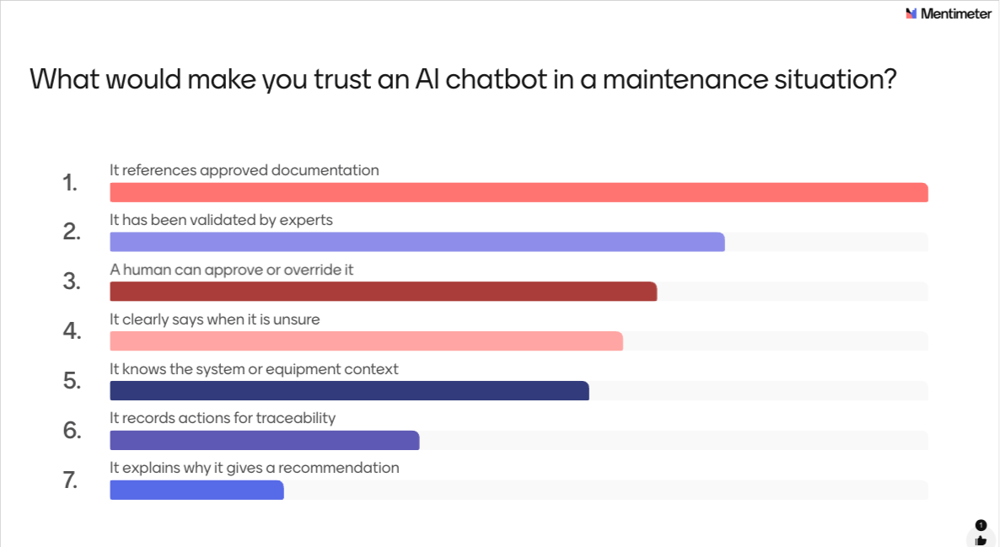 Mentimeter
What would make you trust an AI chatbot in a maintenance situation?
1.
It references approved documentation
2.
It has been validated by experts
3.
A human can approve or override it
4.
It clearly says when it is unsure
5.
It knows the system or equipment context
6.
It records actions for traceability
7.
It explains why it gives a recommendation
1